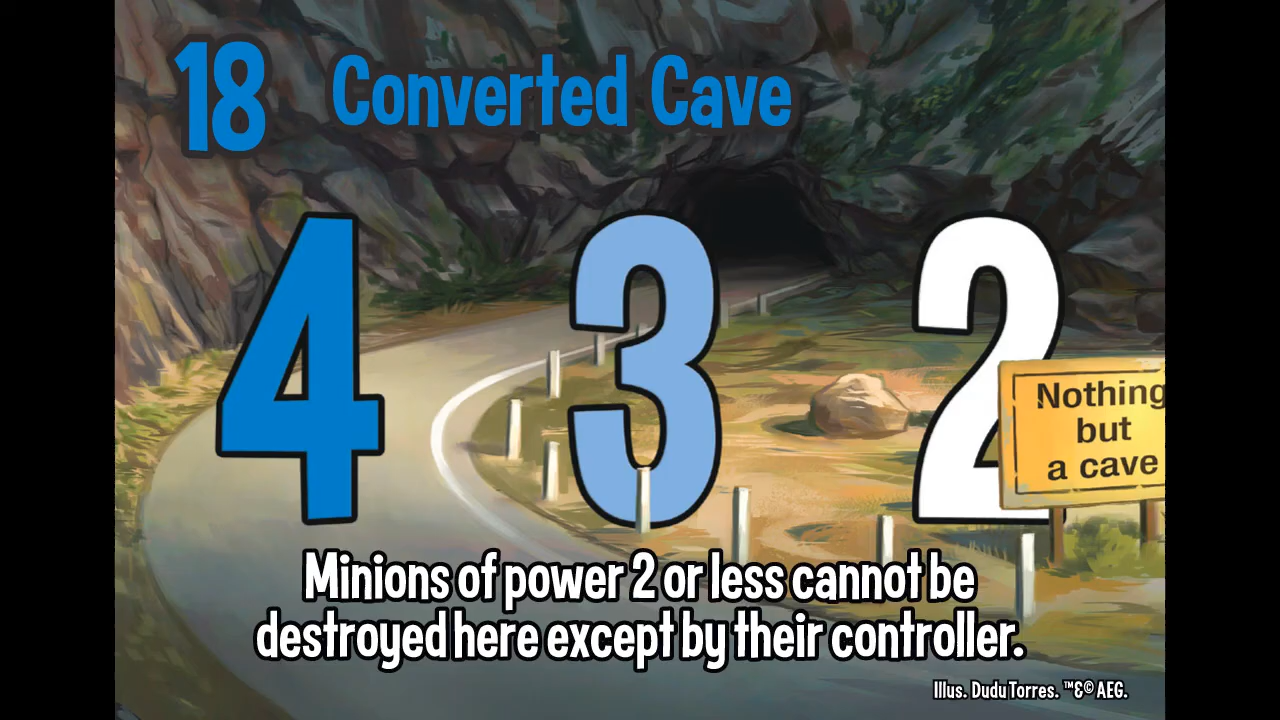 18 Converted Cave
4 3 2
Nothing
but
a cave
Minions of power 2 or less cannot be
destroyed here except by their controller.
Illus. Dudu Torres. ™&© AEG.